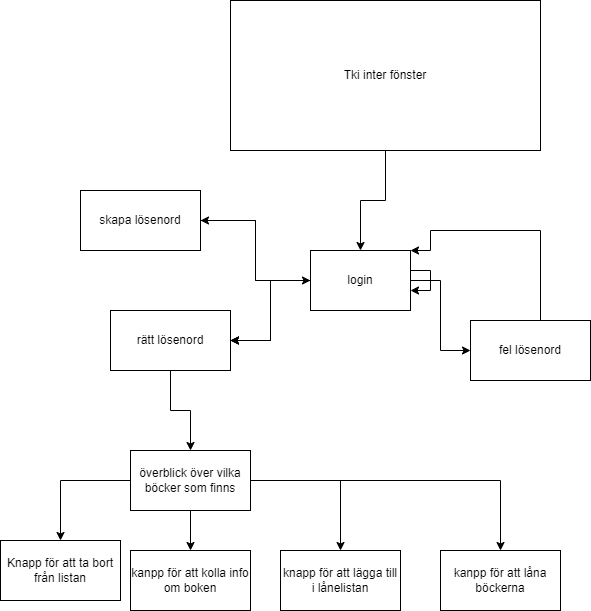 Tki inter fönster
skapa lösenord
login
rätt lösenord
fel lösenord
överblick över vilka
böcker som finns
Knapp för att ta bort
från listan
kanpp för att kolla info
om boken
knapp för att lägga till
i lånelistan
kanpp för att låna
böckerna